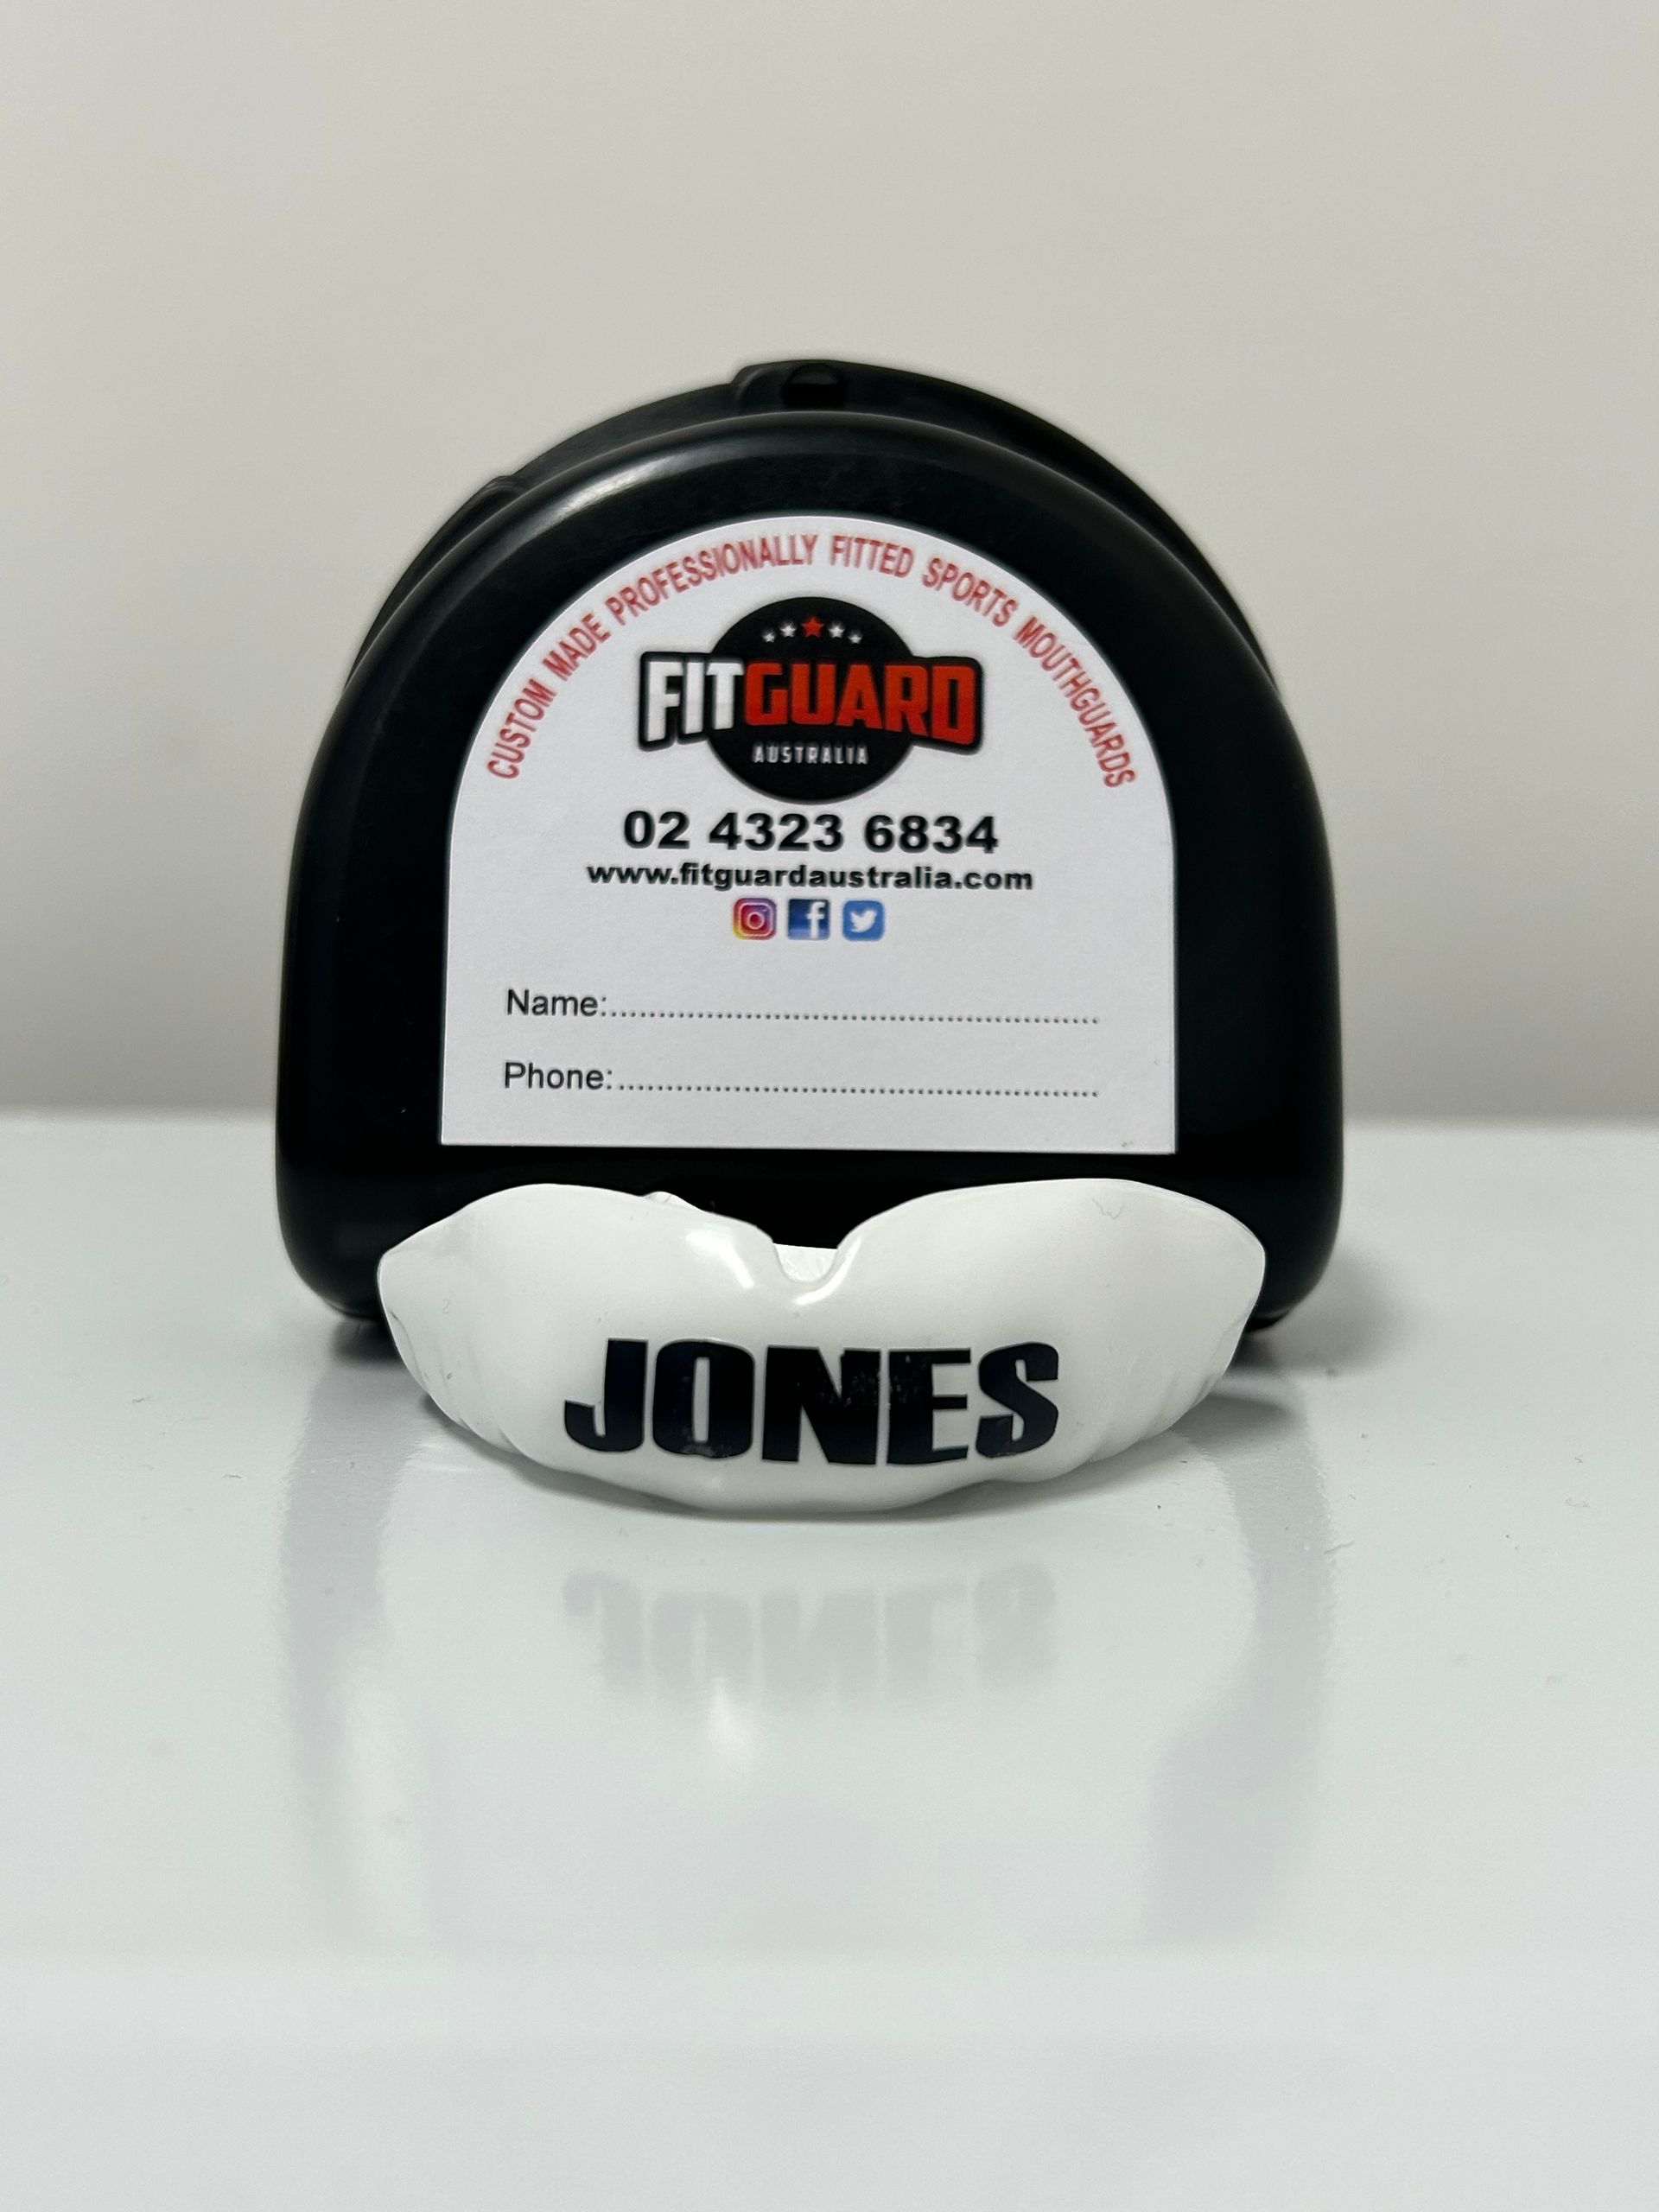 CUSTOM MADE PROFESSIONALLY FITTED SPORTS MOUTHGUARDS
FITGUARD
AUSTRALIA
02 4323 6834
www.fitguardaustralia.com
Name:
Phone:
JONES